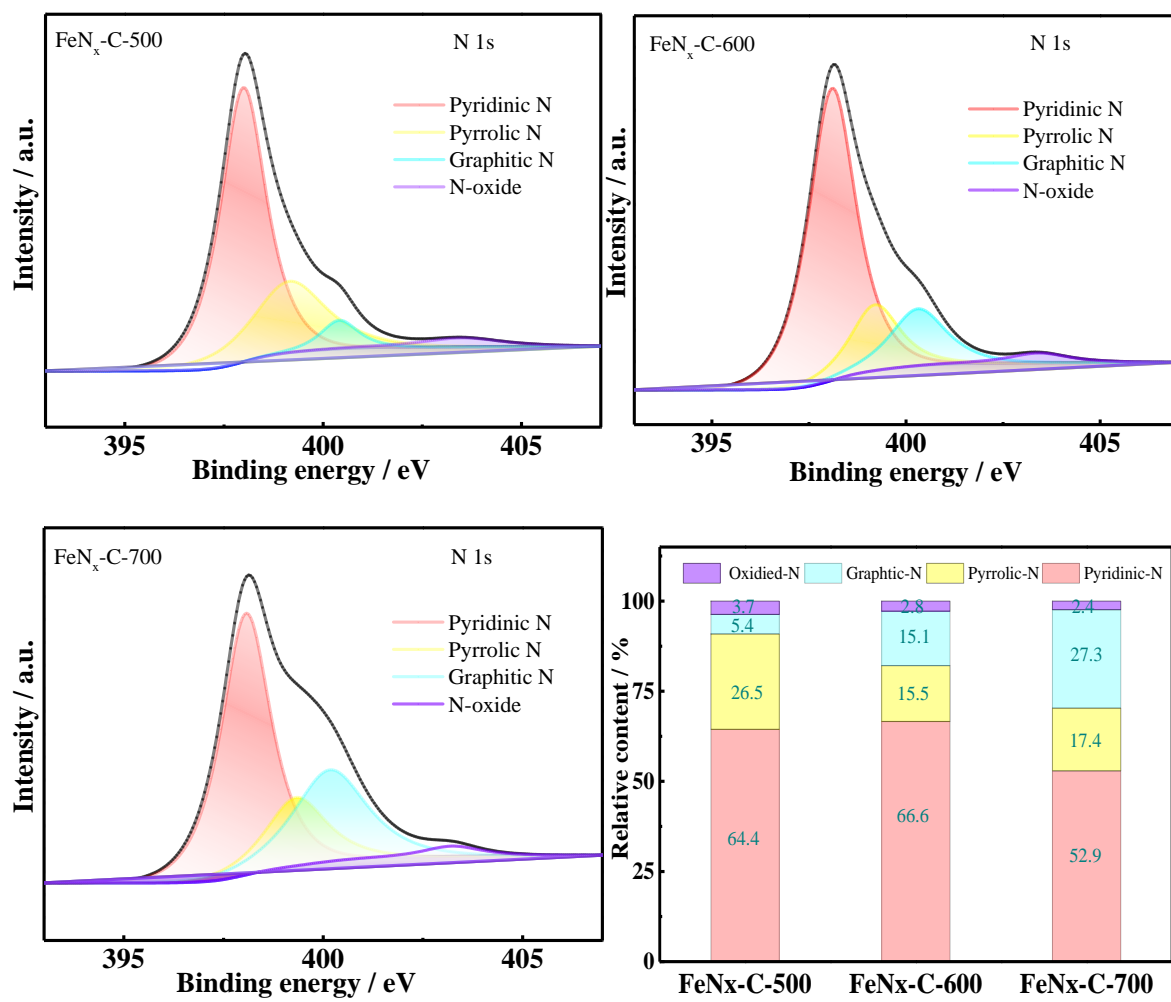 FeNx-C-500 N 1s
Pyridinic N
Pyrrolic N
Graphitic N
N-oxide
Intensity / a.u.
395 400 405
Binding energy / eV
FeNx-C-600 N 1s
Pyridinic N
Pyrrolic N
Graphitic N
N-oxide
Intensity / a.u.
395 400 405
Binding energy / eV
FeNx-C-700 N 1s
Pyridinic N
Pyrrolic N
Graphitic N
N-oxide
Intensity / a.u.
395 400 405
Binding energy / eV
Oxidied-N Graphtic-N Pyrrolic-N Pyridinic-N
100
75
50
25
0
Relative content / %
3.7 2.8 2.4
5.4 15.1 27.3
26.5 15.5 17.4
64.4 66.6 52.9
FeNx-C-500 FeNx-C-600 FeNx-C-700